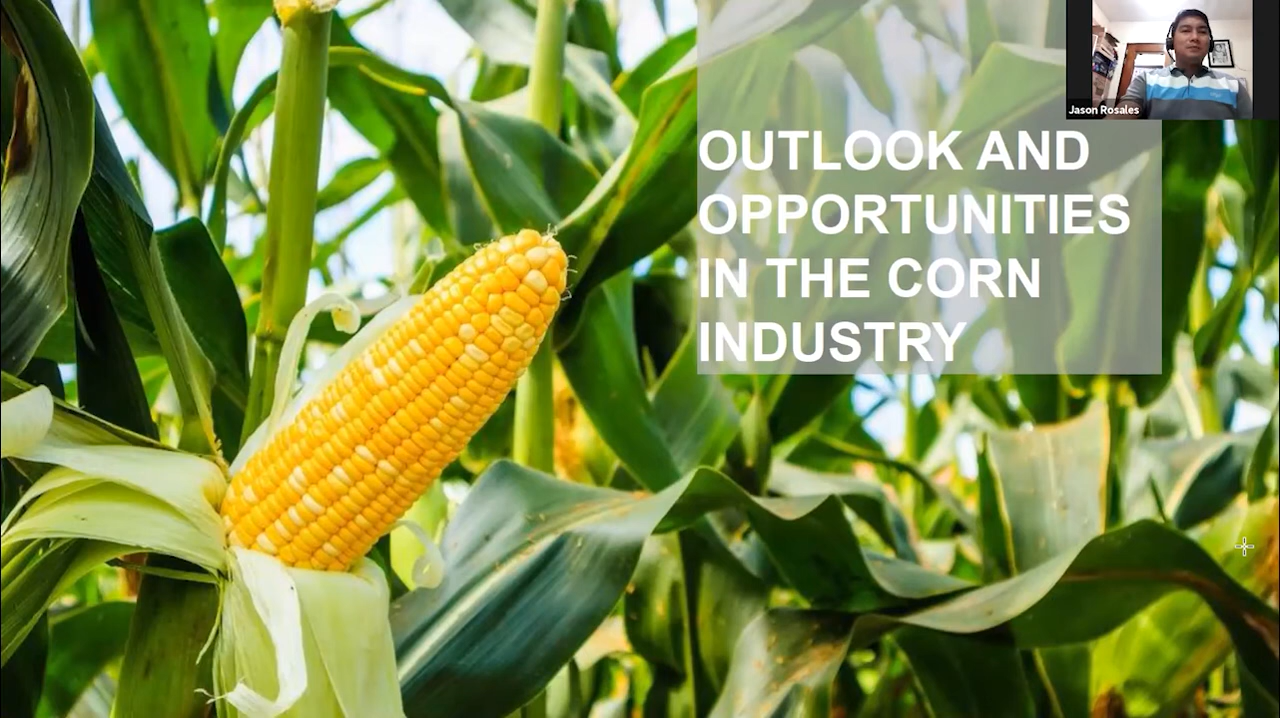 Jason Rosales
OUTLOOK AND
OPPORTUNITIES
IN THE CORN
INDUSTRY